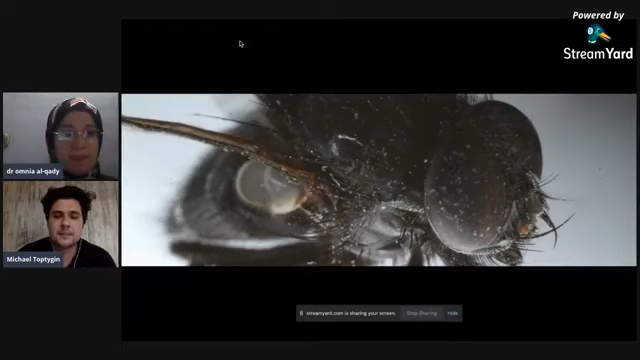 Powered by
StreamYard
dr omnia al-qady
Michael Toptygin
streamyard.com is sharing your screen.
Stop Sharing
Hide